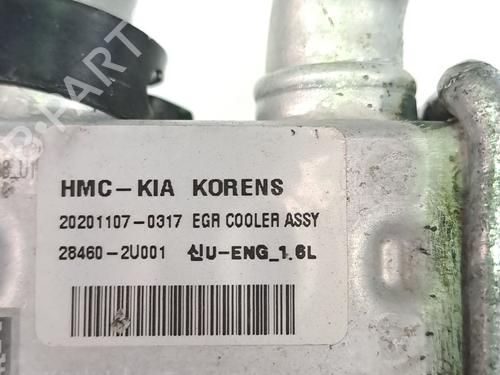 HMC-KIA KORENS
20201107-0317 EGR COOLER ASSY
28460-2U001 신U-ENG_1.6L